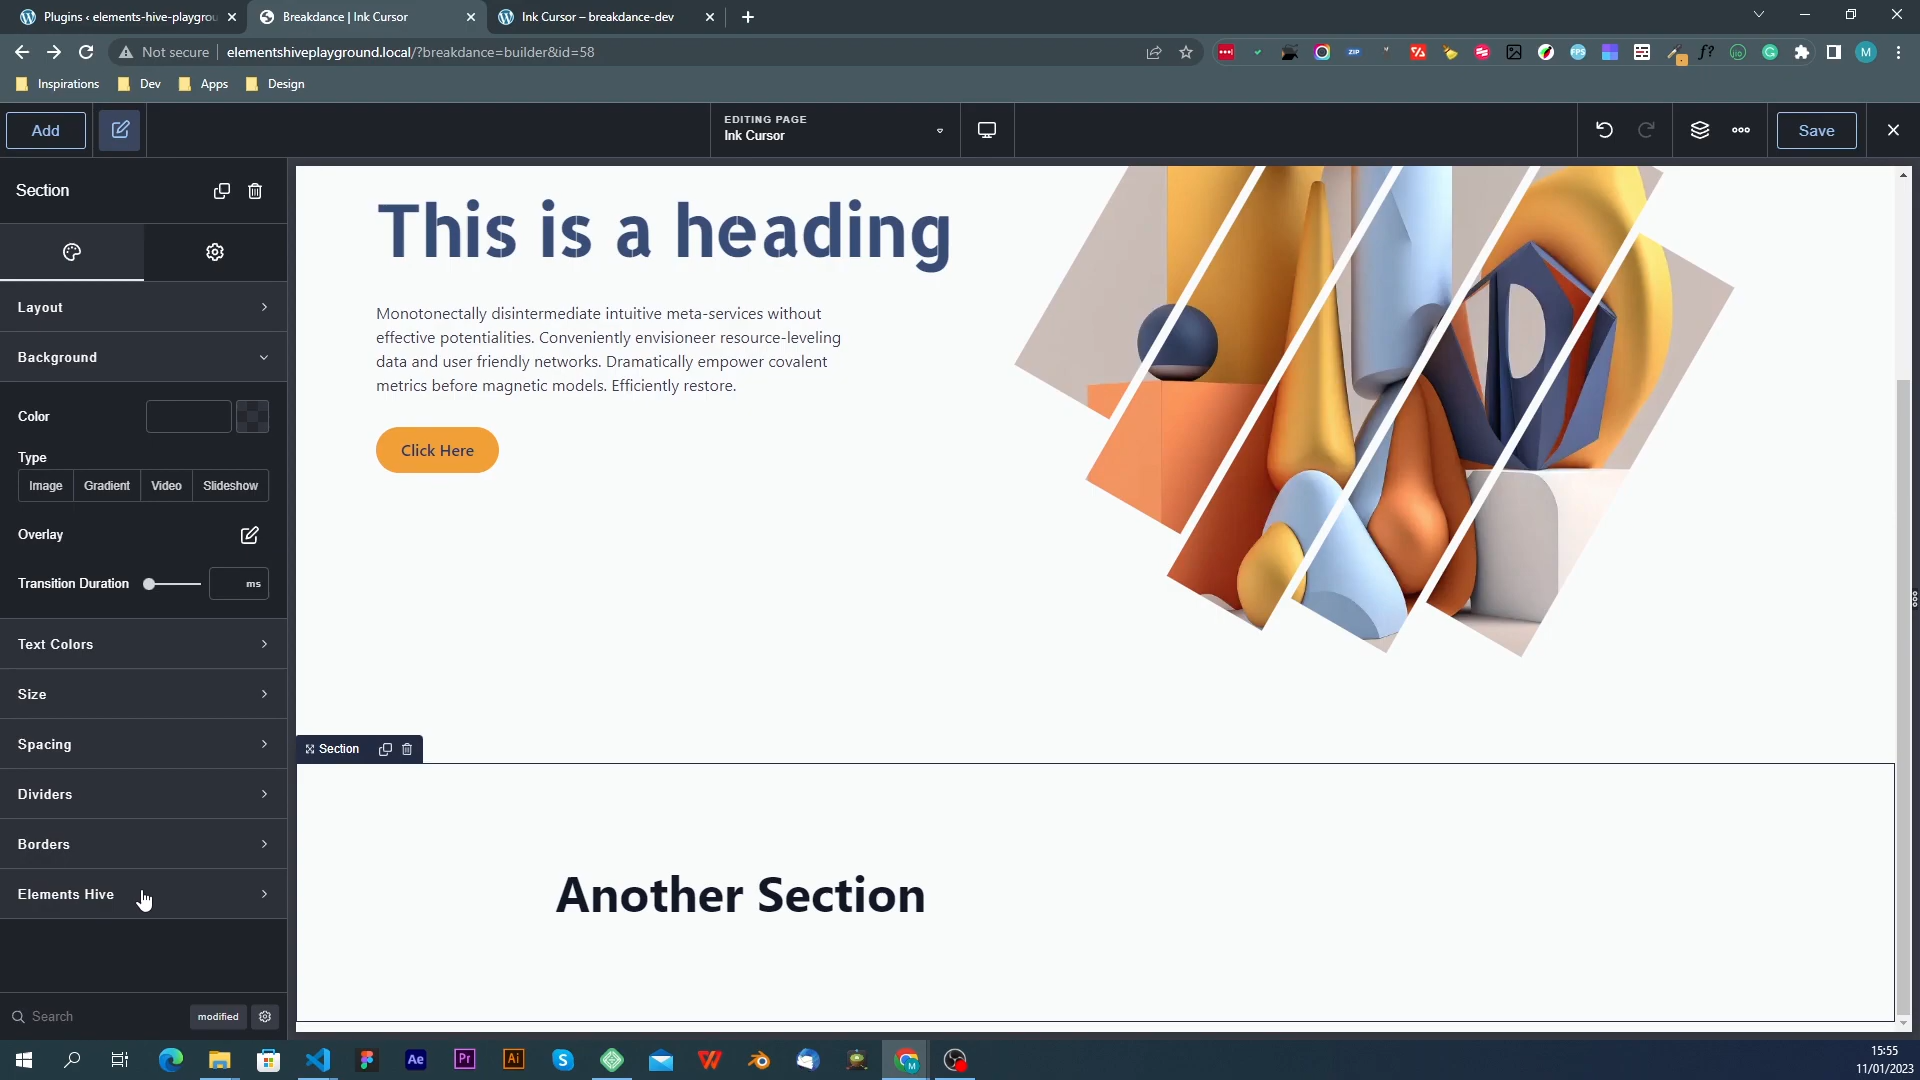 Plugins ‹ elements-hive-playgrou
Breakdance | Ink Cursor
Ink Cursor – breakdance-dev
Not secure
elementshiveplayground.local/?breakdance=builder&id=58
Inspirations
Dev
Apps
Design
Add
EDITING PAGE
Ink Cursor
Save
Section
Layout
Background
Color
Type
Image
Gradient
Video
Slideshow
Overlay
Transition Duration
ms
Text Colors
Size
Spacing
Dividers
Borders
Elements Hive
Search
modified
This is a heading
Monotonectally disintermediate intuitive meta-services without
effective potentialities. Conveniently envisioneer resource-leveling
data and user friendly networks. Dramatically empower covalent
metrics before magnetic models. Efficiently restore.
Click Here
Section
Another Section
15:55
11/01/2023